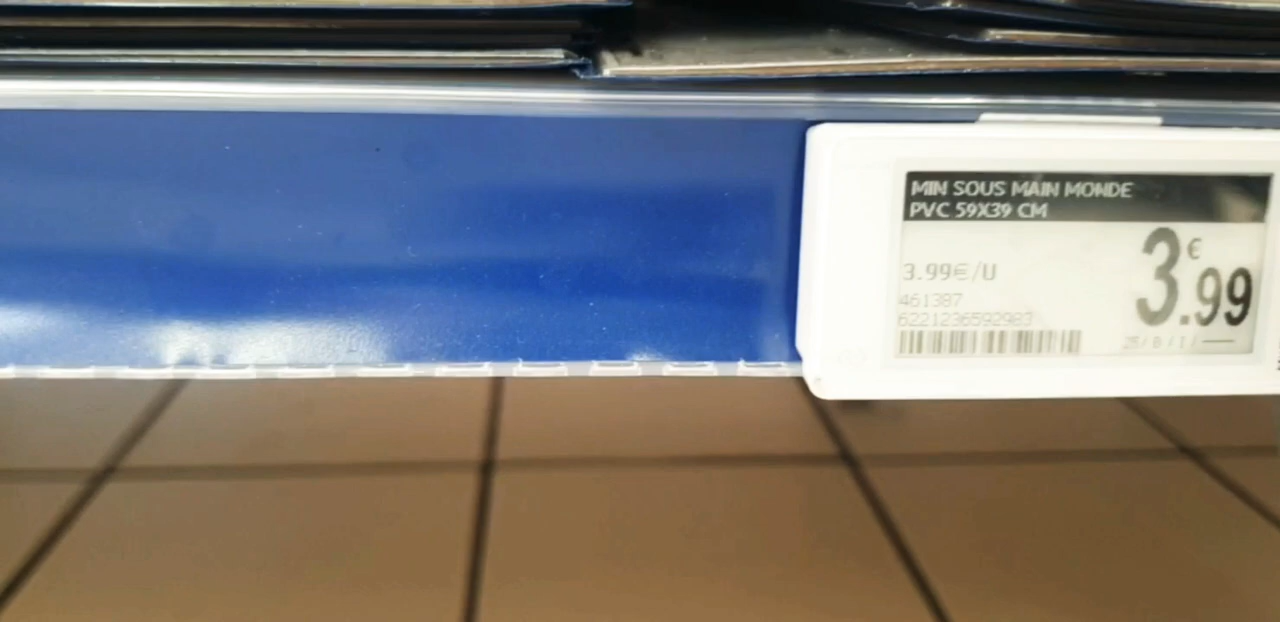 MIN SOUS MAIN MONDE
PVC 59X39 CM
3.99€/U
3€.99
461387
6221236592983